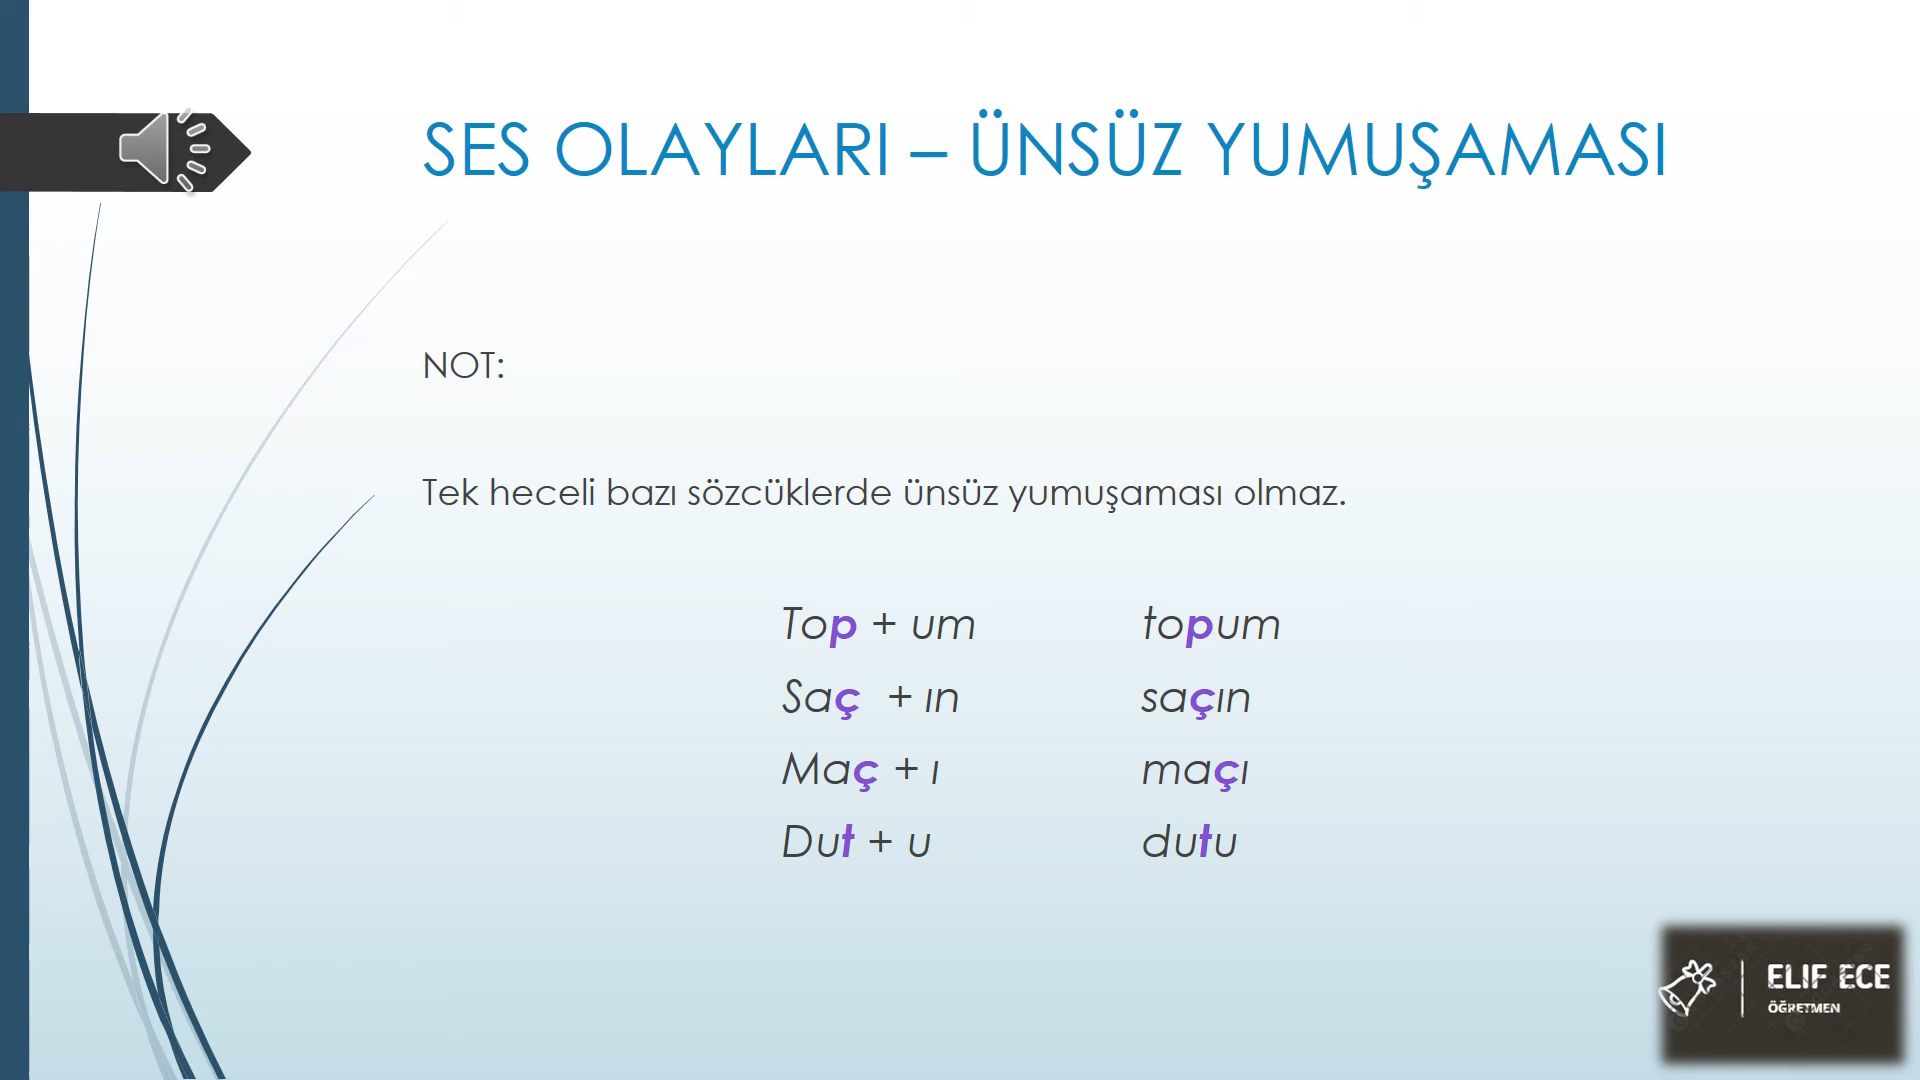 SES OLAYLARI – ÜNSÜZ YUMUŞAMASI
NOT:
Tek heceli bazı sözcüklerde ünsüz yumuşaması olmaz.
Top + um topum
Saç + ın saçın
Maç + ı maçı
Dut + u dutu
ELIF ECE
ÖĞRETMEN